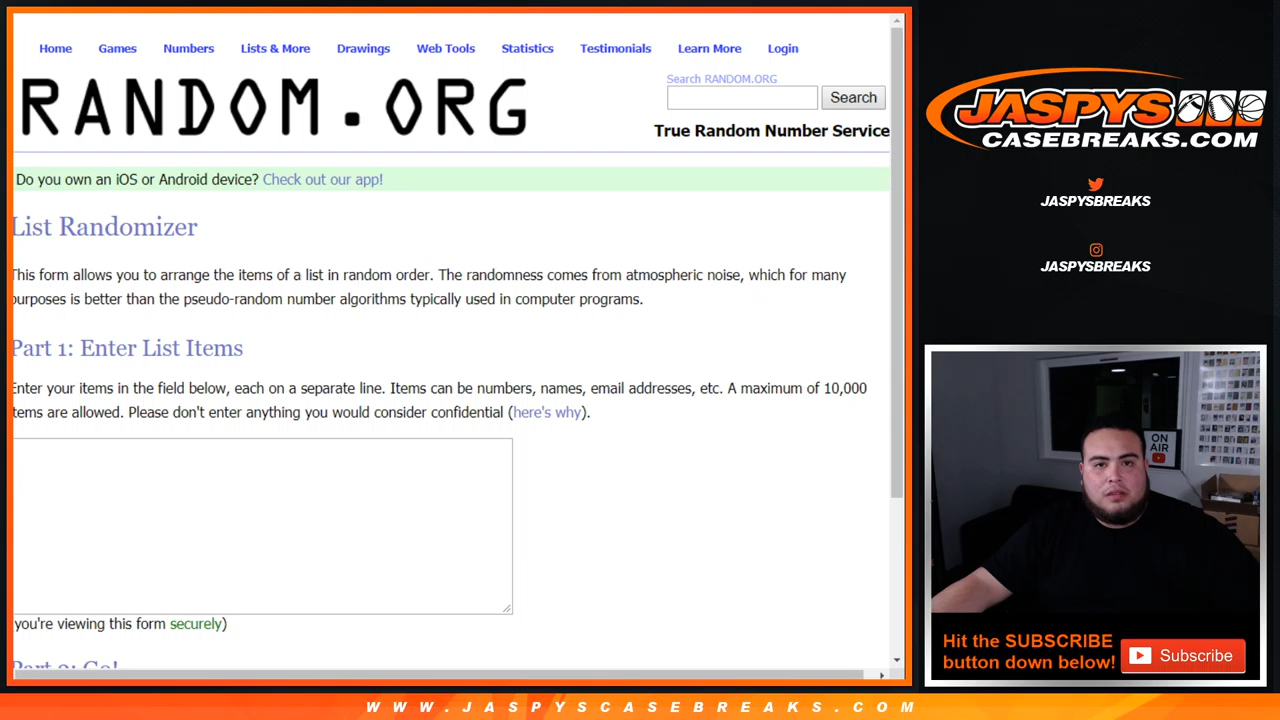 Home Games Numbers Lists & More Drawings Web Tools Statistics Testimonials Learn More Login
RANDOM.ORG
Search RANDOM.ORG
Search
True Random Number Service
Do you own an iOS or Android device? Check out our app!
List Randomizer
This form allows you to arrange the items of a list in random order. The randomness comes from atmospheric noise, which for many
purposes is better than the pseudo-random number algorithms typically used in computer programs.
Part 1: Enter List Items
Enter your items in the field below, each on a separate line. Items can be numbers, names, email addresses, etc. A maximum of 10,000
items are allowed. Please don't enter anything you would consider confidential (here's why).
you're viewing this form securely)
Part 2: Go!
JASPYS
CASEBREAKS.COM
JASPYSBREAKS
JASPYSBREAKS
ON
AIR
Hit the SUBSCRIBE
button down below!
Subscribe
WWW.JASPYSCASEBREAKS.COM